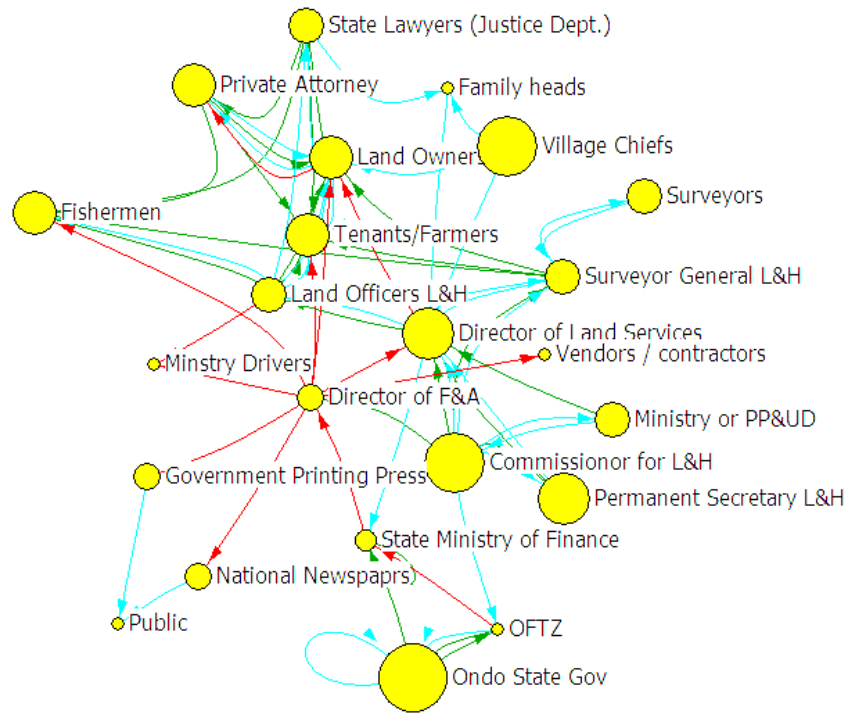 State Lawyers (Justice Dept.)
Private Attorney
Family heads
Village Chiefs
Land Owner
Surveyors
Fishermen
Tenants/Farmers
Surveyor General L&H
Land Officers L&H
Director of Land Services
Vendors / contractors
Minstry Drivers
Director of F&A
Ministry or PP&UD
Commissionor for L&H
Government Printing Press
Permanent Secretary L&H
State Ministry of Finance
National Newspaprs
Public
OFTZ
Ondo State Gov